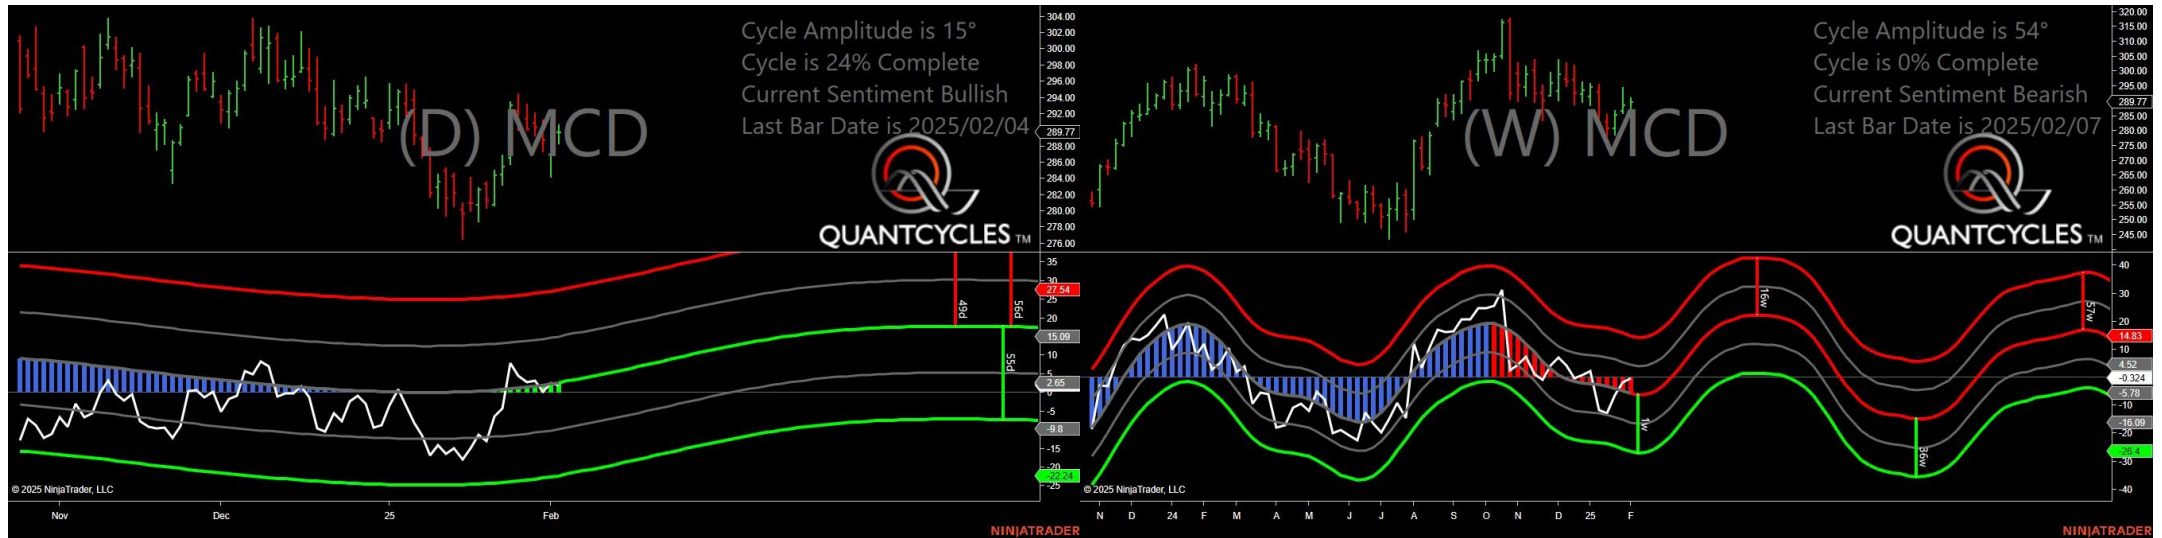 Cycle Amplitude is 15°
Cycle is 24% Complete
Current Sentiment Bullish
Last Bar Date is 2025/02/04
(D) MCD
QUANTCYCLES TM
304.00
302.00
300.00
298.00
296.00
294.00
292.00
289.77
288.00
286.00
284.00
282.00
280.00
278.00
276.00
35
30
27.54
25
20
15.09
10
5
2.65
0
-5
-9.8
-15
-20
-22.24
-25
49d
56d
55d
© 2025 NinjaTrader, LLC
Nov
Dec
25
Feb
NINJATRADER
Cycle Amplitude is 54°
Cycle is 0% Complete
Current Sentiment Bearish
Last Bar Date is 2025/02/07
(W) MCD
QUANTCYCLES TM
320.00
315.00
310.00
305.00
300.00
295.00
289.77
285.00
280.00
275.00
270.00
265.00
260.00
255.00
250.00
245.00
40
30
20
14.83
10
4.52
-0.324
-5.78
-10
-16.09
-20
-26.4
-30
-40
1w
16w
36w
57w
© 2025 NinjaTrader, LLC
N
D
24
F
M
A
M
J
J
A
S
O
N
D
25
F
NINJATRADER